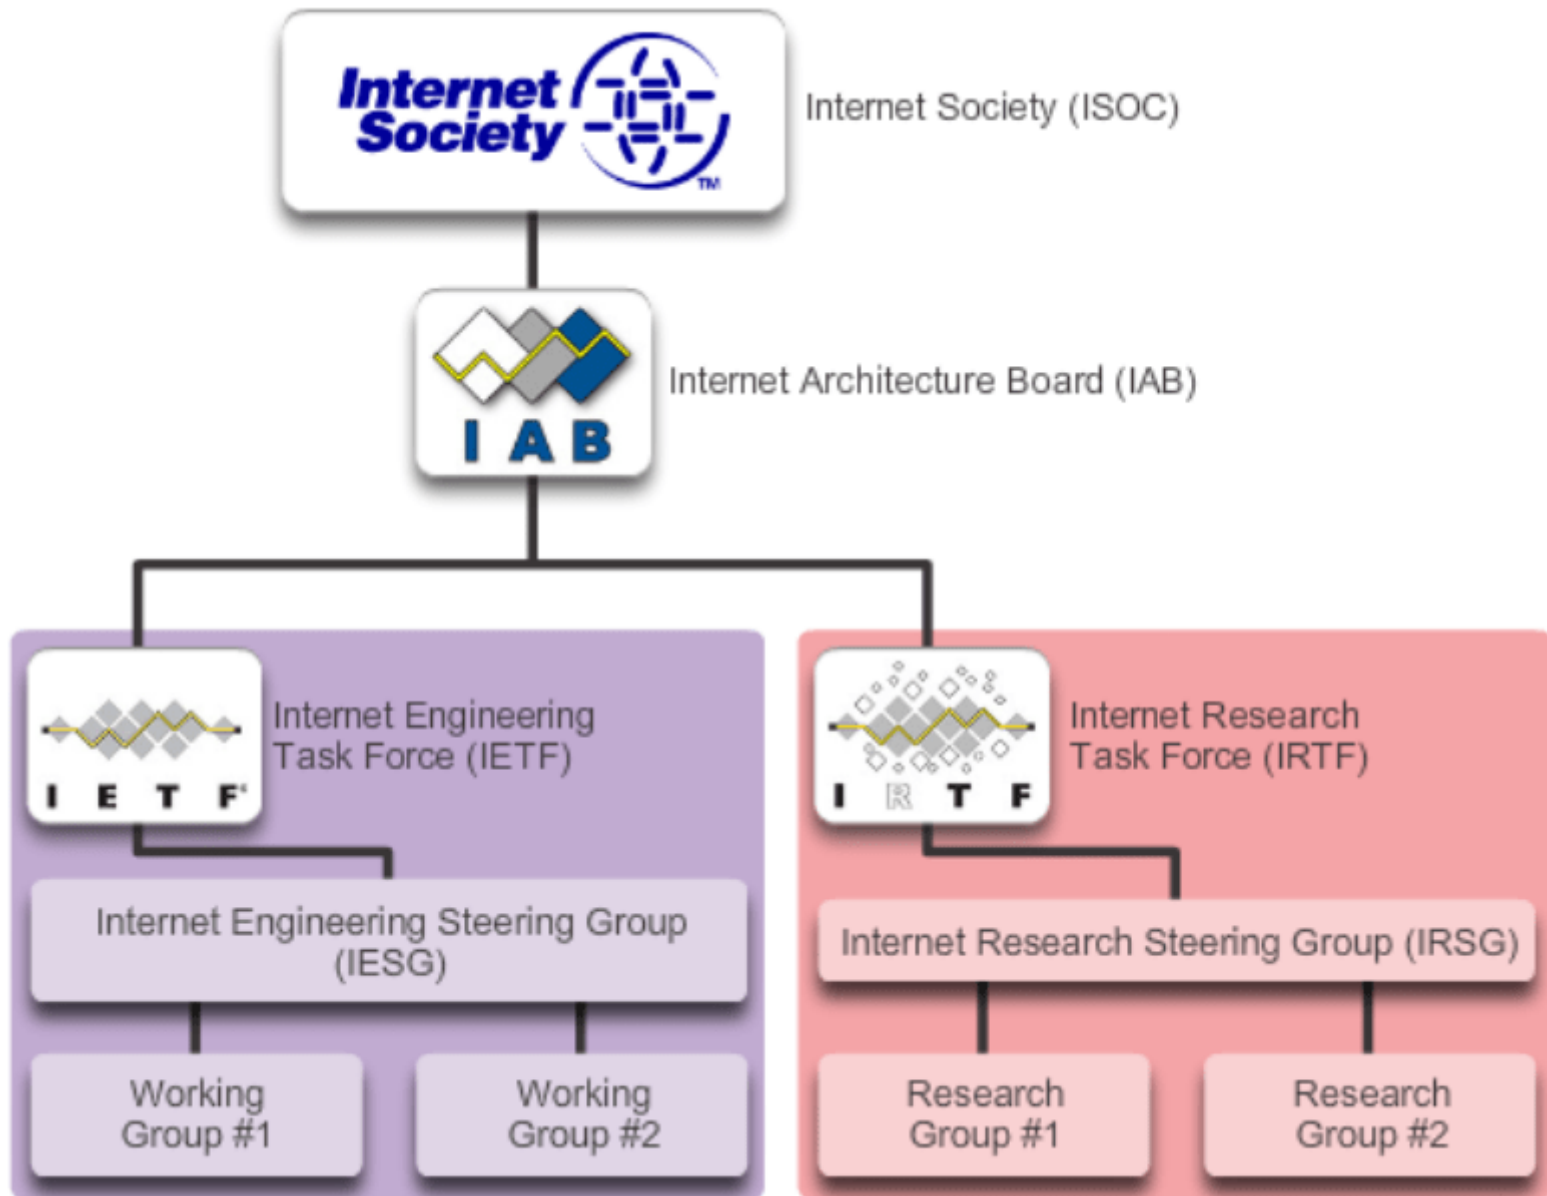 Internet
Society
TM
Internet Society (ISOC)
I A B
Internet Architecture Board (IAB)
I E T F
Internet Engineering
Task Force (IETF)
Internet Engineering Steering Group
(IESG)
Working
Group #1
Working
Group #2
I R T F
Internet Research
Task Force (IRTF)
Internet Research Steering Group (IRSG)
Research
Group #1
Research
Group #2